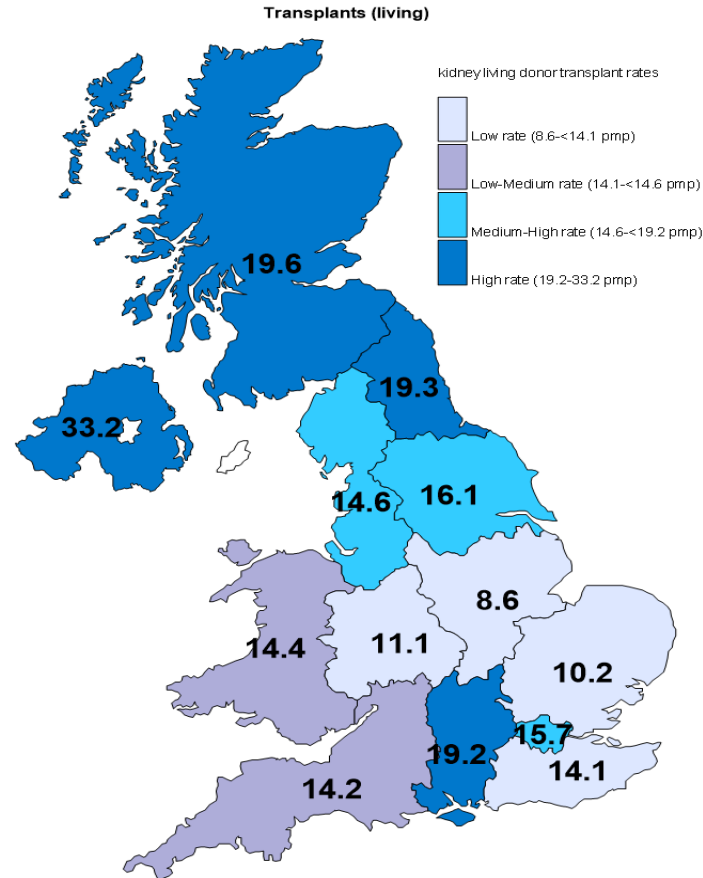 Transplants (living)
kidney living donor transplant rates
Low rate (8.6-<14.1 pmp)
Low-Medium rate (14.1-<14.6 pmp)
Medium-High rate (14.6-<19.2 pmp)
High rate (19.2-33.2 pmp)
19.6
19.3
33.2
14.6
16.1
8.6
11.1
14.4
10.2
15.7
19.2
14.1
14.2